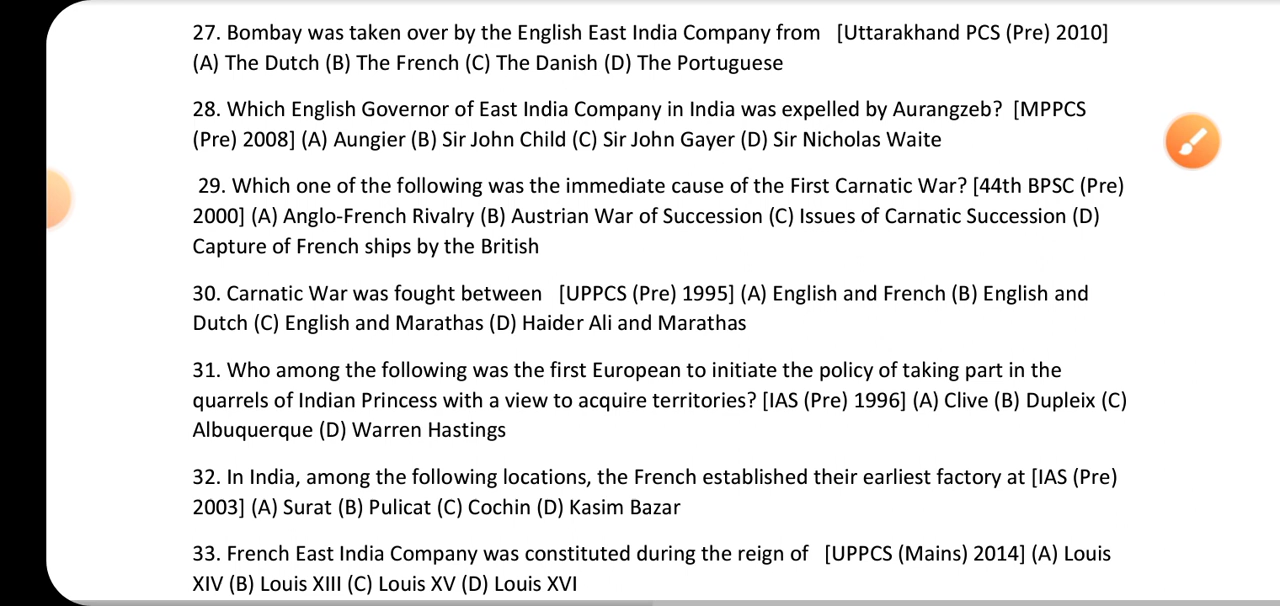 27. Bombay was taken over by the English East India Company from [Uttarakhand PCS (Pre) 2010]
(A) The Dutch (B) The French (C) The Danish (D) The Portuguese
28. Which English Governor of East India Company in India was expelled by Aurangzeb? [MPPCS
(Pre) 2008] (A) Aungier (B) Sir John Child (C) Sir John Gayer (D) Sir Nicholas Waite
29. Which one of the following was the immediate cause of the First Carnatic War? [44th BPSC (Pre)
2000] (A) Anglo-French Rivalry (B) Austrian War of Succession (C) Issues of Carnatic Succession (D)
Capture of French ships by the British
30. Carnatic War was fought between [UPPCS (Pre) 1995] (A) English and French (B) English and
Dutch (C) English and Marathas (D) Haider Ali and Marathas
31. Who among the following was the first European to initiate the policy of taking part in the
quarrels of Indian Princess with a view to acquire territories? [IAS (Pre) 1996] (A) Clive (B) Dupleix (C)
Albuquerque (D) Warren Hastings
32. In India, among the following locations, the French established their earliest factory at [IAS (Pre)
2003] (A) Surat (B) Pulicat (C) Cochin (D) Kasim Bazar
33. French East India Company was constituted during the reign of [UPPCS (Mains) 2014] (A) Louis
XIV (B) Louis XIII (C) Louis XV (D) Louis XVI